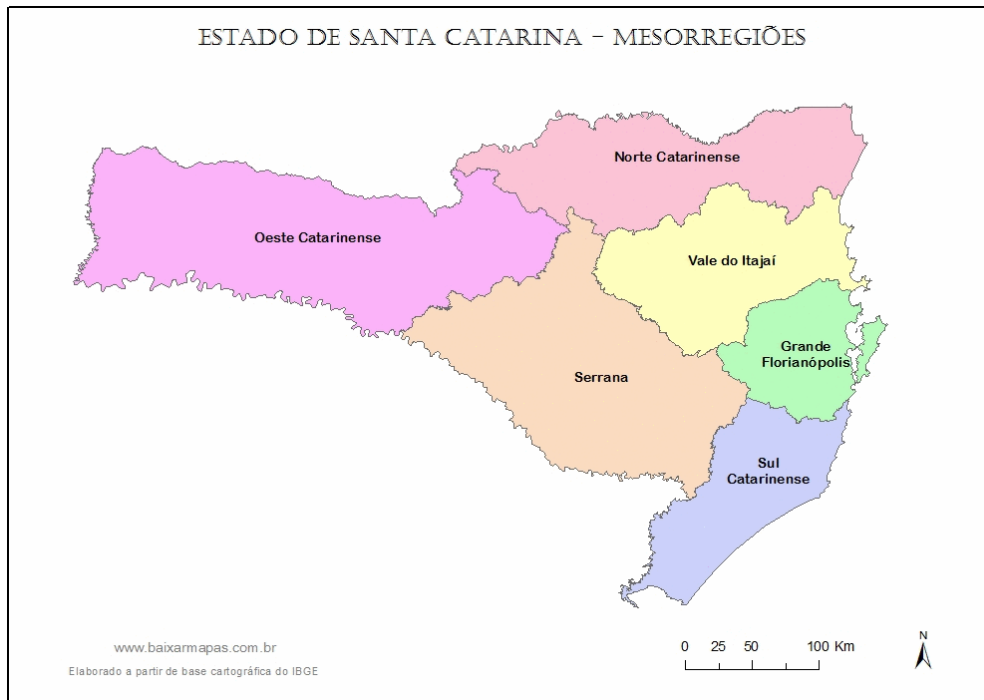 ESTADO DE SANTA CATARINA - MESORREGIÕES
Norte Catarinense
Oeste Catarinense
Vale do Itajaí
Grande
Florianópolis
Serrana
Sul
Catarinense
www.baixarmapas.com.br
Elaborado a partir de base cartográfica do IBGE
0 25 50 100 Km
N